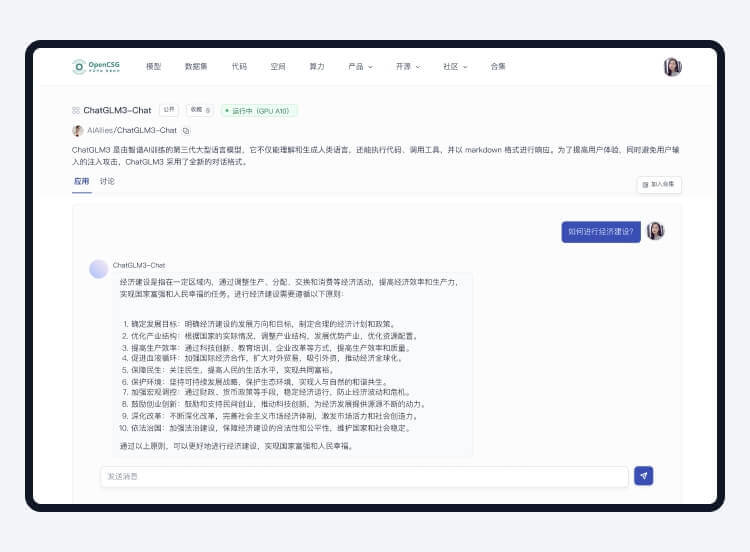 OpenCSG
模型 数据集 代码 空间 算力 产品 开源 社区 合集
ChatGLM3-Chat 公开 收藏 6 运行中 (GPU A10)
AIAllies/ChatGLM3-Chat
ChatGLM3 是由智谱AI训练的第三代大型语言模型，它不仅能理解和生成人类语言，还能执行代码、调用工具，并以 markdown 格式进行响应。为了提高用户体验，同时避免用户输
入的注入攻击，ChatGLM3 采用了全新的对话格式。
应用 讨论
加入合集
如何进行经济建设?
ChatGLM3-Chat
经济建设是指在一定区域内，通过调整生产、分配、交换和消费等经济活动，提高经济效率和生产力，
实现国家富强和人民幸福的任务。进行经济建设需要遵循以下原则:
1. 确定发展目标：明确经济建设的发展方向和目标，制定合理的经济计划和政策。
2. 优化产业结构：根据国家的实际情况，调整产业结构，发展优势产业，优化资源配置。
3. 提高生产效率：通过科技创新、教育培训、企业改革等方式，提高生产效率和质量。
4. 促进血液循环：加强国际经济合作，扩大对外贸易，吸引外资，推动经济全球化。
5. 保障民生：关注民生，提高人民的生活水平，实现共同富裕。
6. 保护环境：坚持可持续发展战略，保护生态环境，实现人与自然的和谐共生。
7. 加强宏观调控：通过财政、货币政策等手段，稳定经济运行，防止经济波动和危机。
8. 鼓励创业创新：鼓励和支持民间创业，推动科技创新，为经济发展提供源源不断的动力。
9. 深化改革：不断深化改革，完善社会主义市场经济体制，激发市场活力和社会创造力。
10. 依法治国：加强法治建设，保障经济建设的合法性和公平性，维护国家和社会稳定。
通过以上原则，可以更好地进行经济建设，实现国家富强和人民幸福。
发送消息